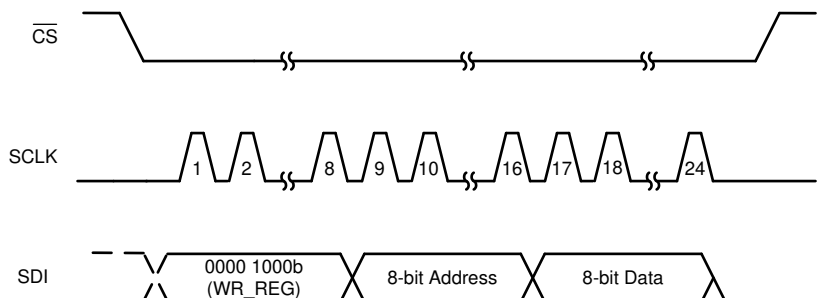 CS
SCLK
1 2 8 9 10 16 17 18 24
SDI
0000 1000b
(WR_REG)
8-bit Address
8-bit Data